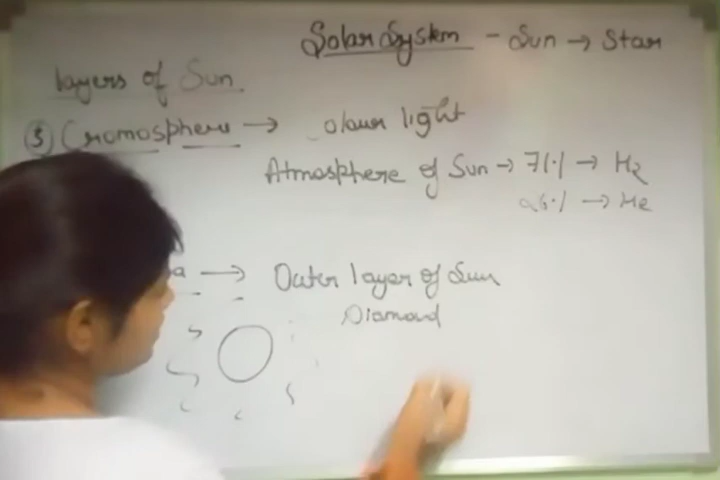 Solar System - Sun → Star
layers of Sun
③ Cromosphere → olour light
Atmosphere of Sun → 71% → H2
26% → He
a → Outer layer of Sun
Diamond